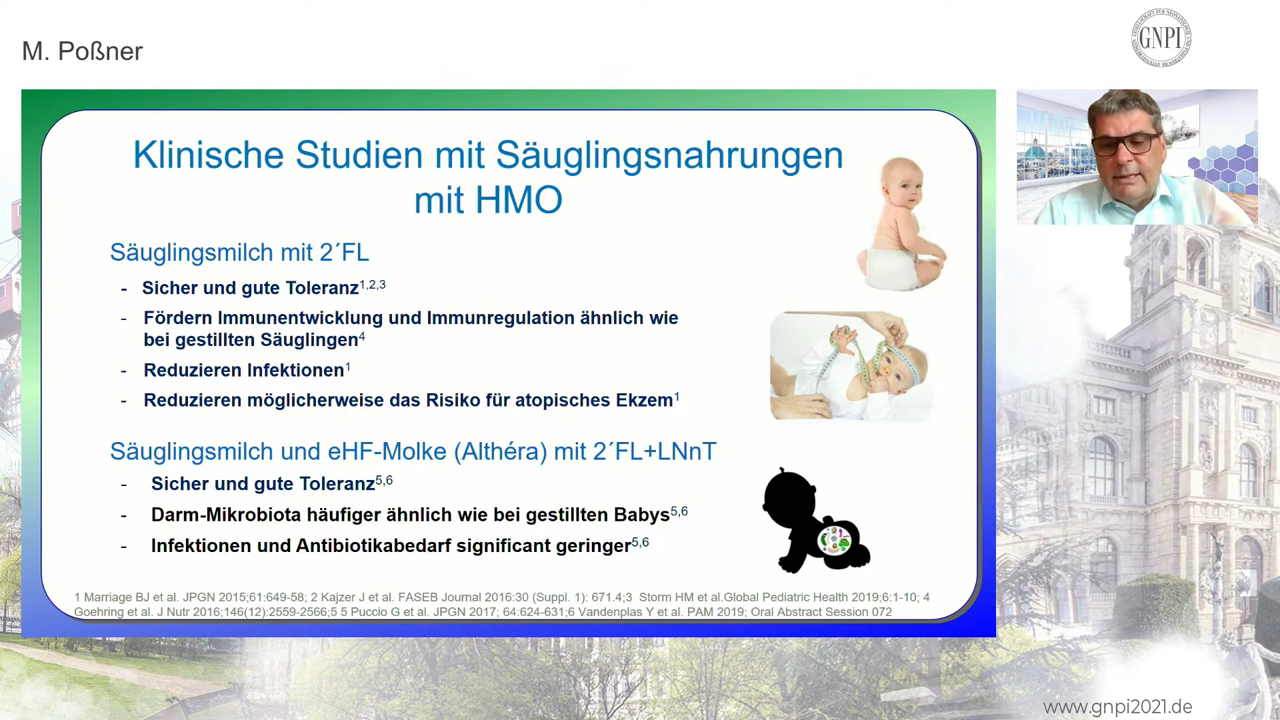 M. Poßner
GNPI
Klinische Studien mit Säuglingsnahrungen
mit HMO
Säuglingsmilch mit 2´FL
- Sicher und gute Toleranz1,2,3
- Fördern Immunentwicklung und Immunregulation ähnlich wie
bei gestillten Säuglingen4
- Reduzieren Infektionen1
- Reduzieren möglicherweise das Risiko für atopisches Ekzem1
Säuglingsmilch und eHF-Molke (Althéra) mit 2´FL+LNnT
- Sicher und gute Toleranz5,6
- Darm-Mikrobiota häufiger ähnlich wie bei gestillten Babys5,6
- Infektionen und Antibiotikabedarf significant geringer5,6
1 Marriage BJ et al. JPGN 2015;61:649-58; 2 Kajzer J et al. FASEB Journal 2016:30 (Suppl. 1): 671.4;3 Storm HM et al.Global Pediatric Health 2019;6:1-10; 4
Goehring et al. J Nutr 2016;146(12):2559-2566;5 5 Puccio G et al. JPGN 2017; 64:624-631;6 Vandenplas Y et al. PAM 2019; Oral Abstract Session 072
www.gnpi2021.de